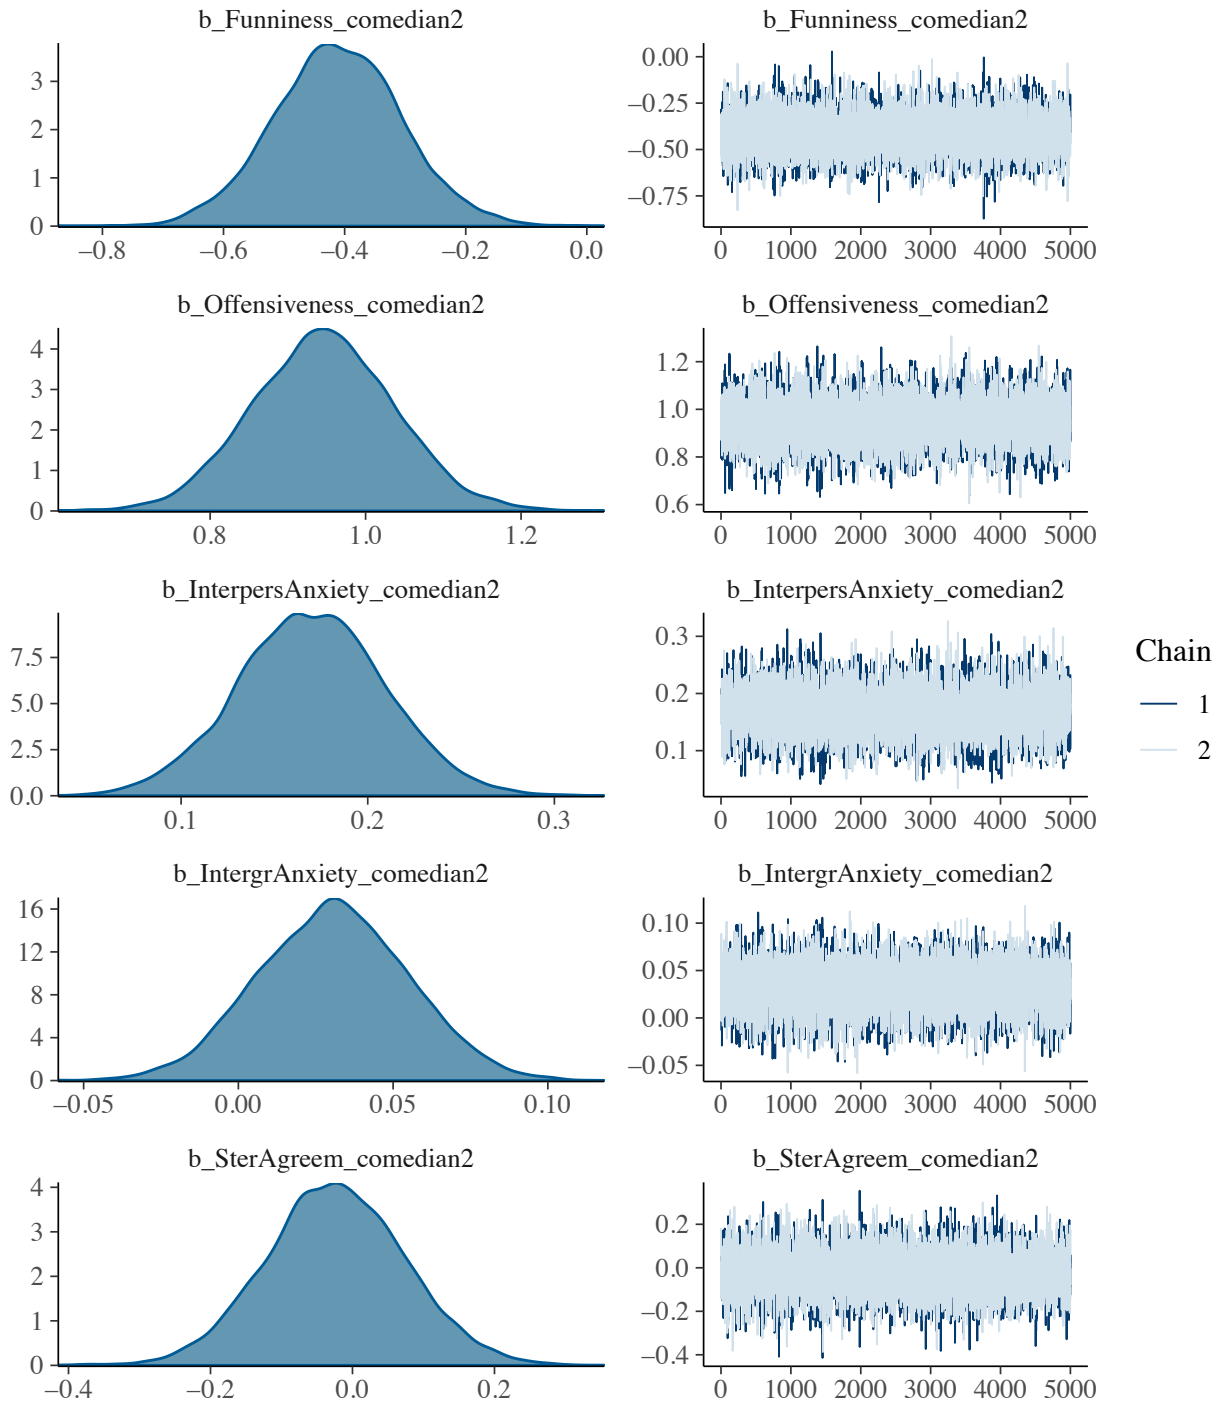 b_Funniness_comedian2
b_Funniness_comedian2
3
2
1
0
−0.8 −0.6 −0.4 −0.2 0.0
0.00
−0.25
−0.50
−0.75
0 1000 2000 3000 4000 5000
b_Offensiveness_comedian2
b_Offensiveness_comedian2
4
3
2
1
0
0.8 1.0 1.2
1.2
1.0
0.8
0.6
0 1000 2000 3000 4000 5000
b_InterpersAnxiety_comedian2
b_InterpersAnxiety_comedian2
7.5
5.0
2.5
0.0
0.1 0.2 0.3
0.3
0.2
0.1
0 1000 2000 3000 4000 5000
Chain
1
2
b_IntergrAnxiety_comedian2
b_IntergrAnxiety_comedian2
16
12
8
4
0
−0.05 0.00 0.05 0.10
0.10
0.05
0.00
−0.05
0 1000 2000 3000 4000 5000
b_SterAgreem_comedian2
b_SterAgreem_comedian2
4
3
2
1
0
−0.4 −0.2 0.0 0.2
0.2
0.0
−0.2
−0.4
0 1000 2000 3000 4000 5000